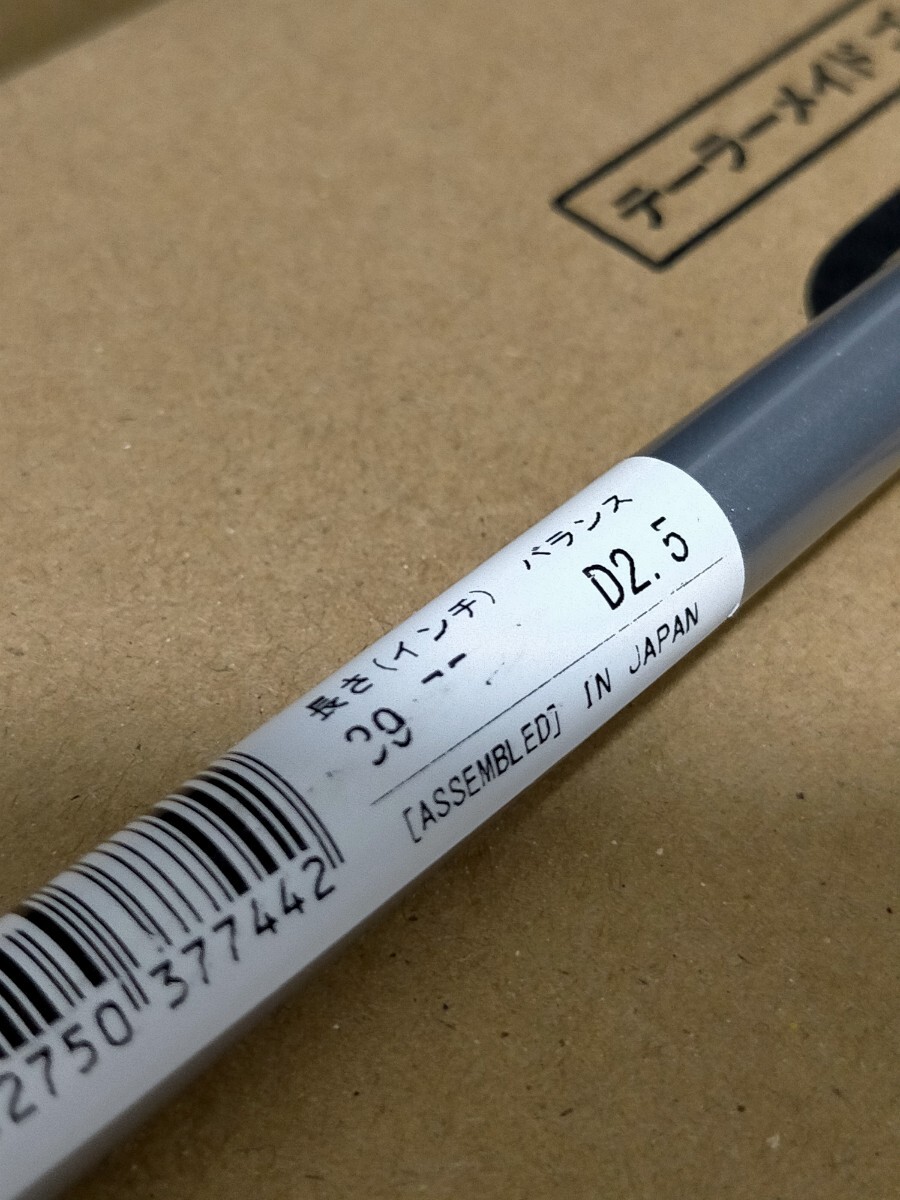 テーラーメイド
長さ(インチ) バランス
39 D2.5
[ASSEMBLED] IN JAPAN
2750 377442